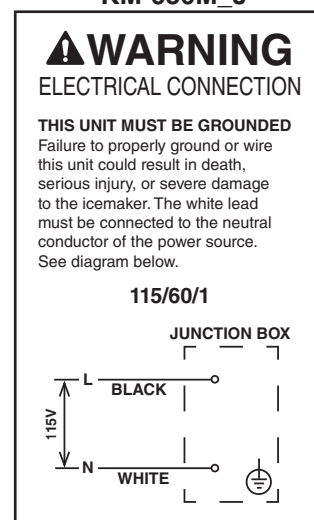 WARNING
ELECTRICAL CONNECTION
THIS UNIT MUST BE GROUNDED
Failure to properly ground or wire
this unit could result in death,
serious injury, or severe damage
to the icemaker. The white lead
must be connected to the neutral
conductor of the power source.
See diagram below.
115/60/1
JUNCTION BOX
L
BLACK
115V
N
WHITE